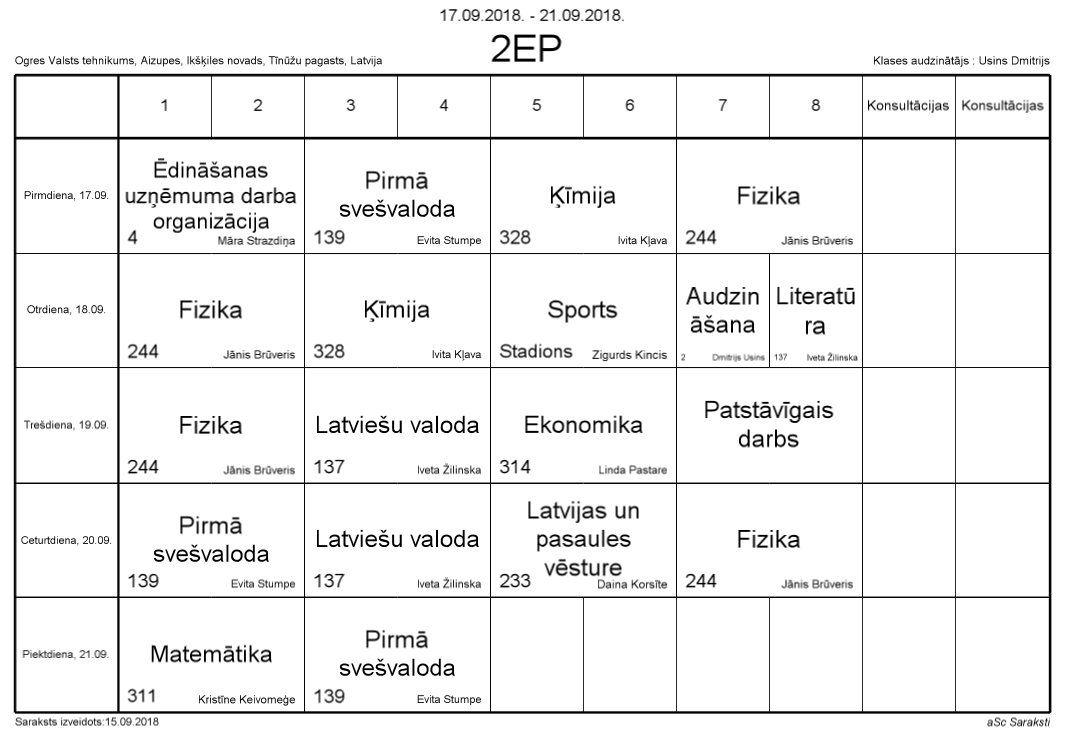 17.09.2018. - 21.09.2018.
2EP
Ogres Valsts tehnikums, Aizupes, Ikšķiles novads, Tīnūžu pagasts, Latvija
Klases audzinātājs : Usins Dmitrijs
1 2 3 4 5 6 7 8 Konsultācijas Konsultācijas
Pirmdiena, 17.09.
Ēdināšanas
uzņēmuma darba
organizācija
4 Māra Strazdiņa
Pirmā
svešvaloda
139 Evita Stumpe
Ķīmija
328 Ivita Kļava
Fizika
244 Jānis Brūveris
Otrdiena, 18.09.
Fizika
244 Jānis Brūveris
Ķīmija
328 Ivita Kļava
Sports
Stadions Zigurds Kincis
Audzin
āšana
2 Dmitrijs Usins
Literatū
ra
137 Iveta Žilinska
Trešdiena, 19.09.
Fizika
244 Jānis Brūveris
Latviešu valoda
137 Iveta Žilinska
Ekonomika
314 Linda Pastare
Patstāvīgais
darbs
Ceturtdiena, 20.09.
Pirmā
svešvaloda
139 Evita Stumpe
Latviešu valoda
137 Iveta Žilinska
Latvijas un
pasaules
vēsture
233 Daina Korsīte
Fizika
244 Jānis Brūveris
Piektdiena, 21.09.
Matemātika
311 Kristīne Keivomeģe
Pirmā
svešvaloda
139 Evita Stumpe
Saraksts izveidots:15.09.2018
aSc Saraksti